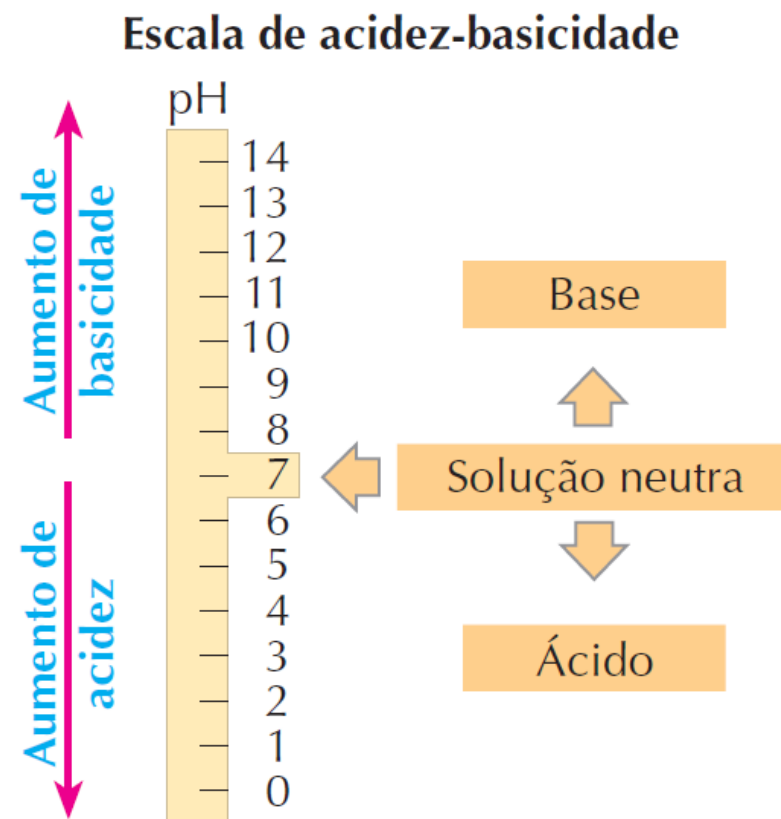 Escala de acidez-basicidade
pH
Aumento de
basicidade
14
13
12
11
10
9
8
7
6
5
4
3
2
1
0
Aumento de
acidez
Base
Solução neutra
Ácido